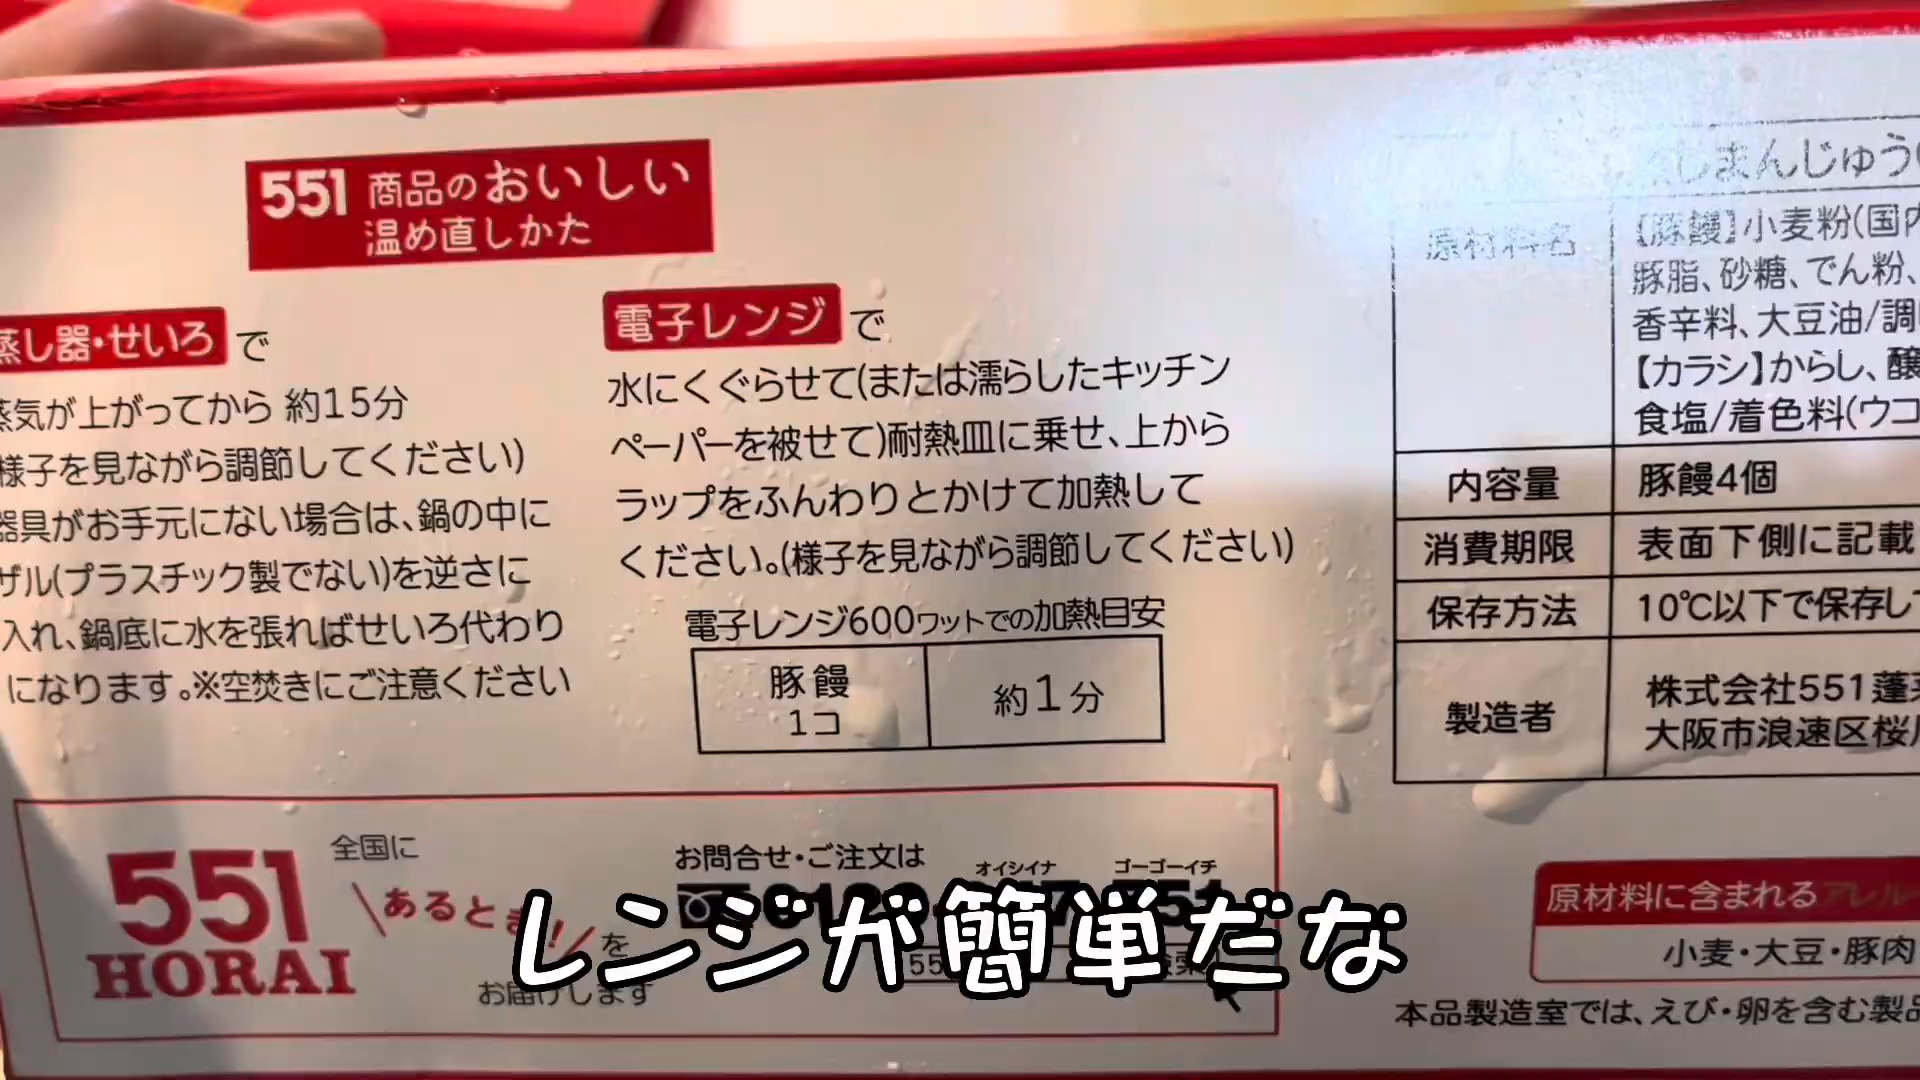 551 商品のおいしい
温め直しかた
蒸し器・せいろで
蒸気が上がってから 約15分
様子を見ながら調節してください)
器具がお手元にない場合は、鍋の中に
ザル(プラスチック製でない)を逆さに
入れ、鍋底に水を張ればせいろ代わり
になります。※空焚きにご注意ください
電子レンジで
水にくぐらせて(または濡らしたキッチン
ペーパーを被せて)耐熱皿に乗せ、上から
ラップをふんわりとかけて加熱して
ください。(様子を見ながら調節してください)
電子レンジ600ワットでの加熱目安
豚饅 1コ 約1分
まんじゅう
原材料名 【豚饅】小麦粉(国内
豚脂、砂糖、でん粉、
香辛料、大豆油/調
【カラシ】からし、醸
食塩/着色料(ウコ
内容量 豚饅4個
消費期限 表面下側に記載
保存方法 10℃以下で保存し
製造者 株式会社551蓬
大阪市浪速区桜川
551
HORAI
全国に
あるとき!を
お届けします
お問合せ・ご注文は
オイシイナ ゴーゴーイチ
レンジが簡単だな
原材料に含まれるアレル
小麦・大豆・豚肉
本品製造室では、えび・卵を含む製品